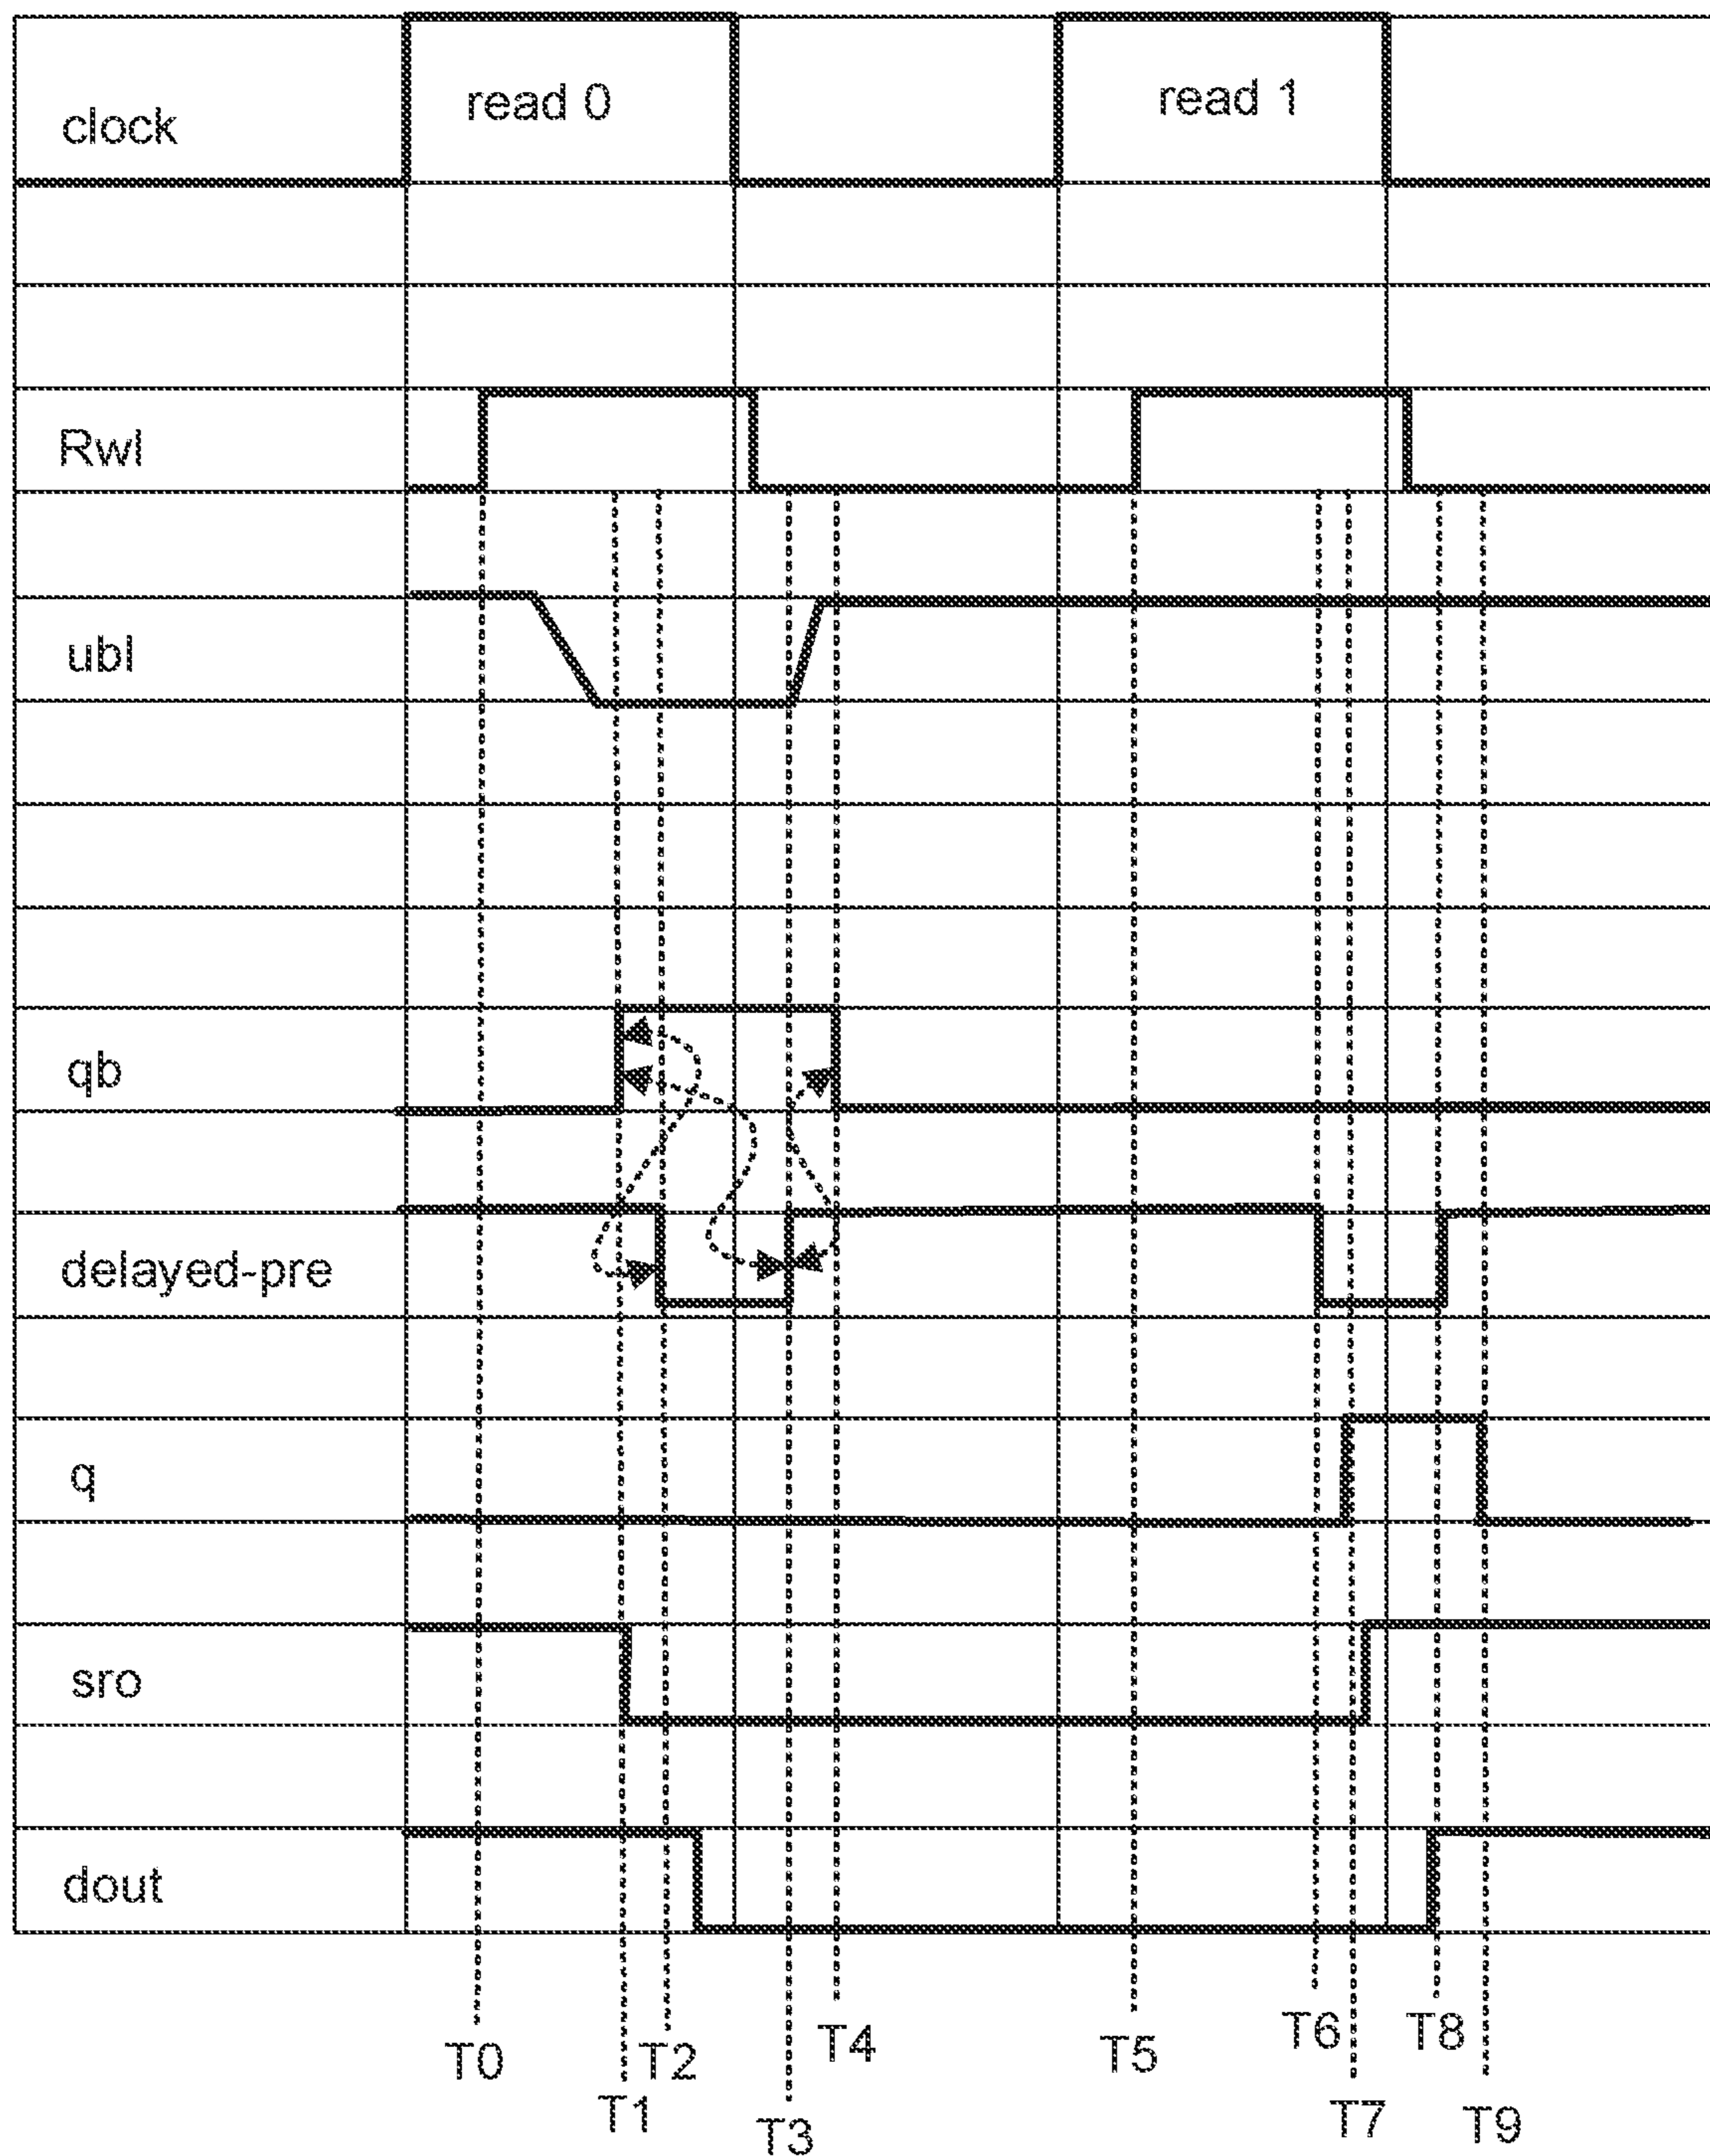 clock
read 0
read 1
Rwl
ubl
qb
delayed-pre
q
sro
dout
T0
T1
T2
T3
T4
T5
T6
T7
T8
T9